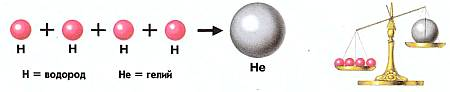 + + + →
H H H H
He
H = водород He = гелий